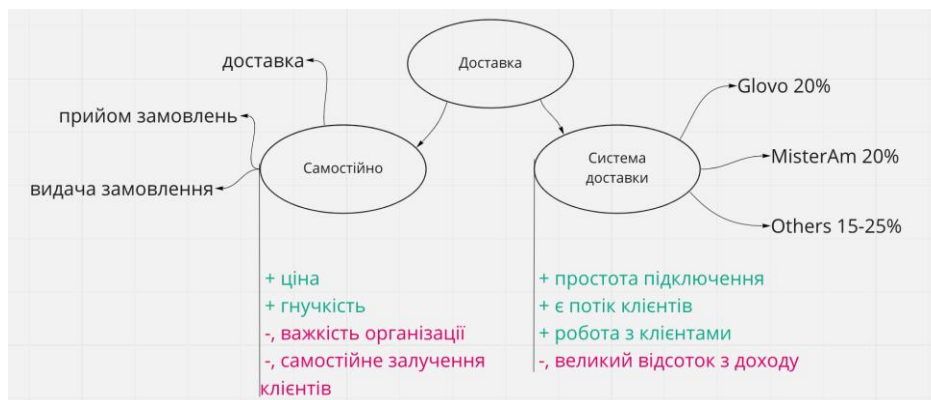 Доставка
доставка
прийом замовлень
видача замовлення
Самостійно
Система
доставки
Glovo 20%
MisterAm 20%
Others 15-25%
+ ціна
+ гнучкість
-, важкість організації
-, самостійне залучення
клієнтів
+ простота підключення
+ є потік клієнтів
+ робота з клієнтами
-, великий відсоток з доходу